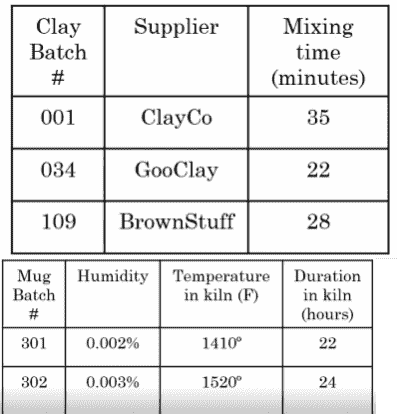 Clay Batch # Supplier Mixing time (minutes)
001 ClayCo 35
034 GooClay 22
109 BrownStuff 28
Mug Batch # Humidity Temperature in kiln (F) Duration in kiln (hours)
301 0.002% 1410° 22
302 0.003% 1520° 24